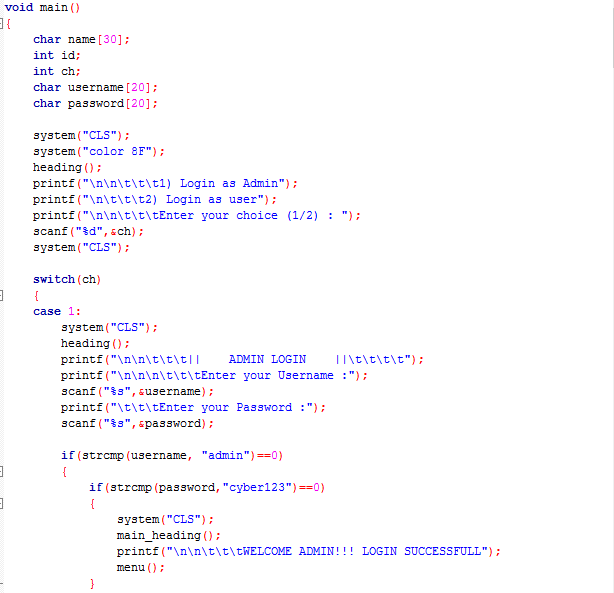 void main()
{
char name[30];
int id;
int ch;
char username[20];
char password[20];
system("CLS");
system("color 8F");
heading();
printf("\n\n\t\t\t1) Login as Admin");
printf("\n\n\t\t\t2) Login as user");
printf("\n\n\t\t\tEnter your choice (1/2) : ");
scanf("%d",&ch);
system("CLS");
switch(ch)
{
case 1:
system("CLS");
heading();
printf("\n\n\t\t\t||    ADMIN LOGIN    ||\t\t\t\t");
printf("\n\n\n\t\t\tEnter your Username :");
scanf("%s",&username);
printf("\t\t\tEnter your Password :");
scanf("%s",&password);
if(strcmp(username, "admin")==0)
{
if(strcmp(password,"cyber123")==0)
{
system("CLS");
main_heading();
printf("\n\n\t\t\tWELCOME ADMIN!!! LOGIN SUCCESSFULL");
menu();
}